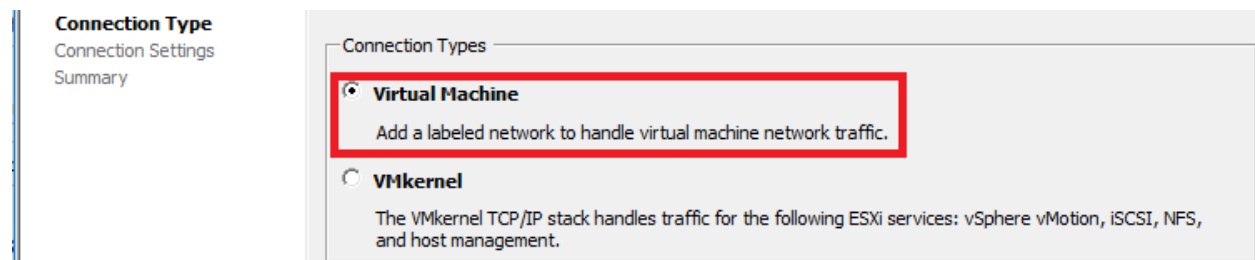 Connection Type
Connection Settings
Summary
Connection Types
Virtual Machine
Add a labeled network to handle virtual machine network traffic.
VMkernel
The VMkernel TCP/IP stack handles traffic for the following ESXi services: vSphere vMotion, iSCSI, NFS,
and host management.